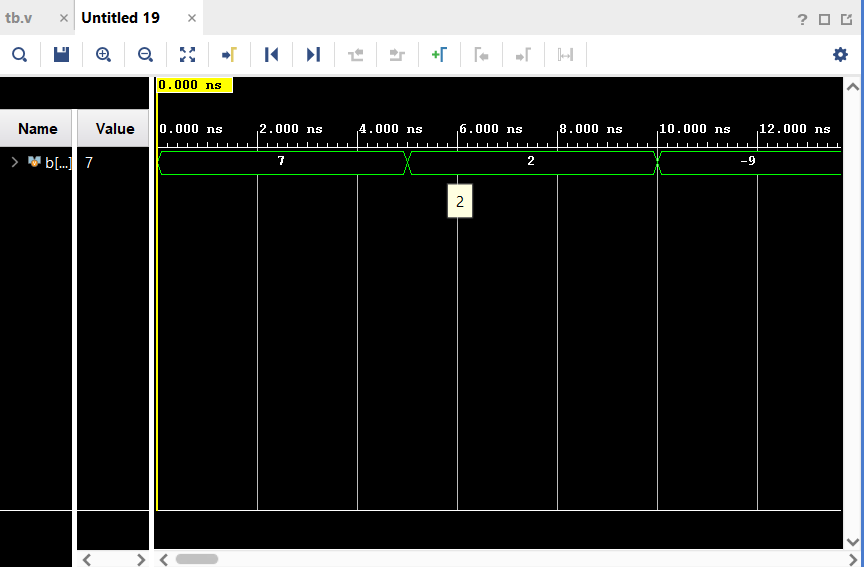 tb.v × Untitled 19 × ?
0.000 ns
Name Value
0.000 ns 2.000 ns 4.000 ns 6.000 ns 8.000 ns 10.000 ns 12.000 ns
b[...] 7 7 2 -9
2